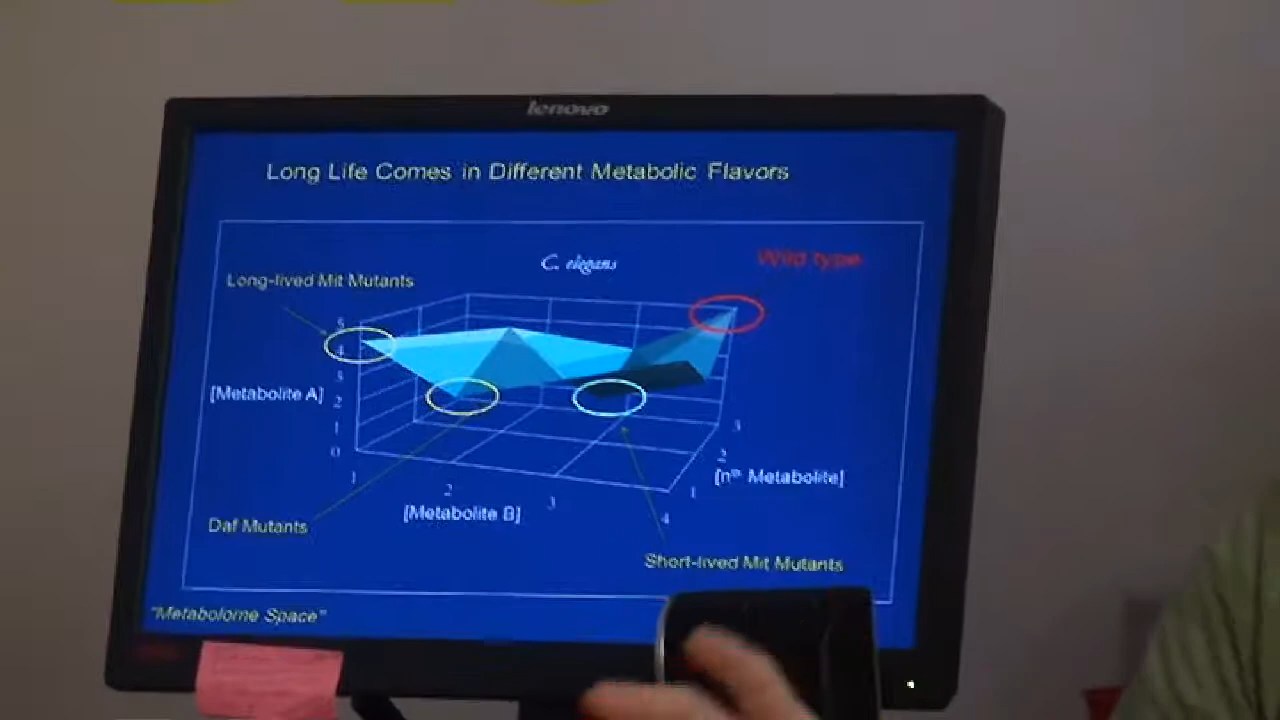 lenovo
Long Life Comes in Different Metabolic Flavors
C. elegans
Wild type
Long-lived Mit Mutants
5
4
3
2
1
0
[Metabolite A]
1
2
3
4
[Metabolite B]
1
2
3
[nth Metabolite]
Daf Mutants
Short-lived Mit Mutants
"Metabolome Space"